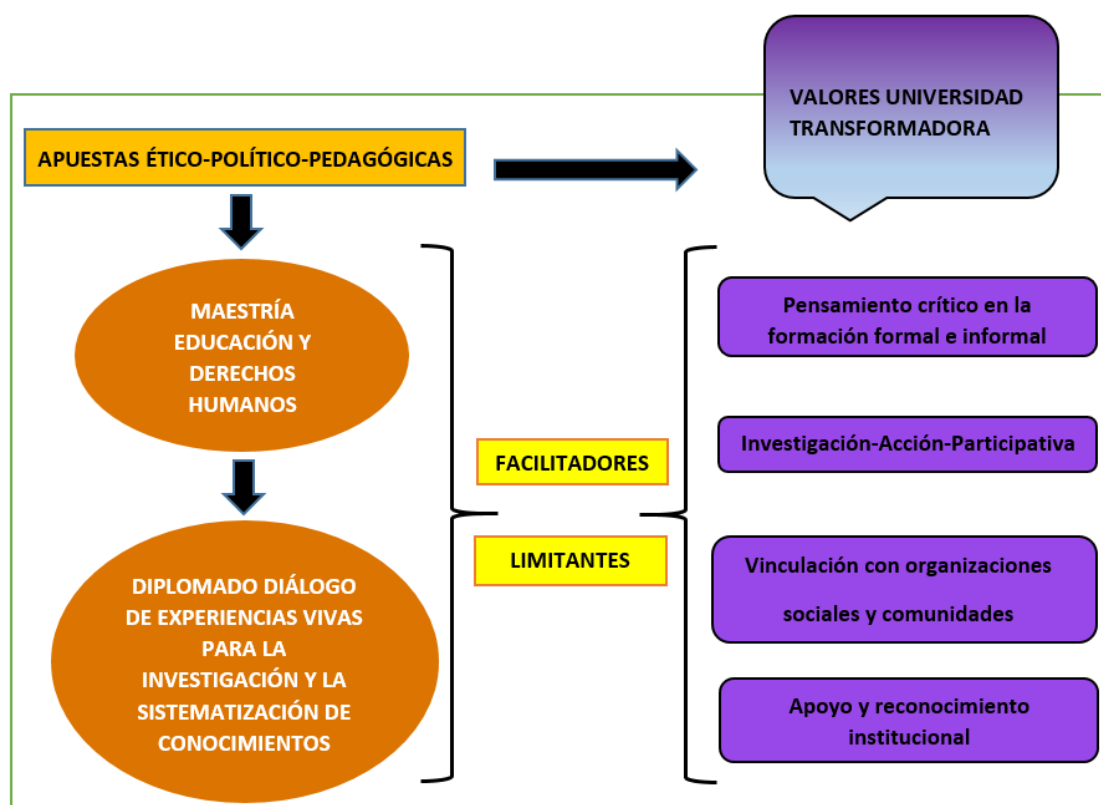 VALORES UNIVERSIDAD
TRANSFORMADORA
APUESTAS ÉTICO-POLÍTICO-PEDAGÓGICAS
MAESTRÍA
EDUCACIÓN Y
DERECHOS
HUMANOS
DIPLOMADO DIÁLOGO
DE EXPERIENCIAS VIVAS
PARA LA
INVESTIGACIÓN Y LA
SISTEMATIZACIÓN DE
CONOCIMIENTOS
FACILITADORES
LIMITANTES
Pensamiento crítico en la
formación formal e informal
Investigación-Acción-Participativa
Vinculación con organizaciones
sociales y comunidades
Apoyo y reconocimiento
institucional